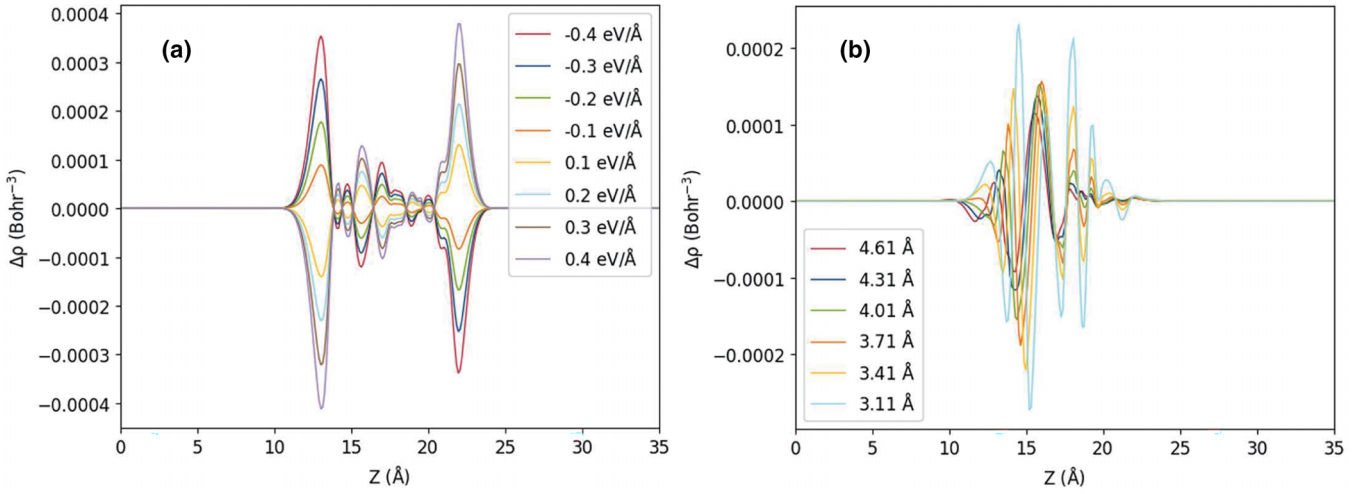 (a)
Δρ (Bohr⁻³)
0.0004
0.0003
0.0002
0.0001
0.0000
−0.0001
−0.0002
−0.0003
−0.0004
0 5 10 15 20 25 30 35
Z (Å)
-0.4 eV/Å
-0.3 eV/Å
-0.2 eV/Å
-0.1 eV/Å
0.1 eV/Å
0.2 eV/Å
0.3 eV/Å
0.4 eV/Å
(b)
Δρ (Bohr⁻³)
0.0002
0.0001
0.0000
−0.0001
−0.0002
0 5 10 15 20 25 30 35
Z (Å)
4.61 Å
4.31 Å
4.01 Å
3.71 Å
3.41 Å
3.11 Å